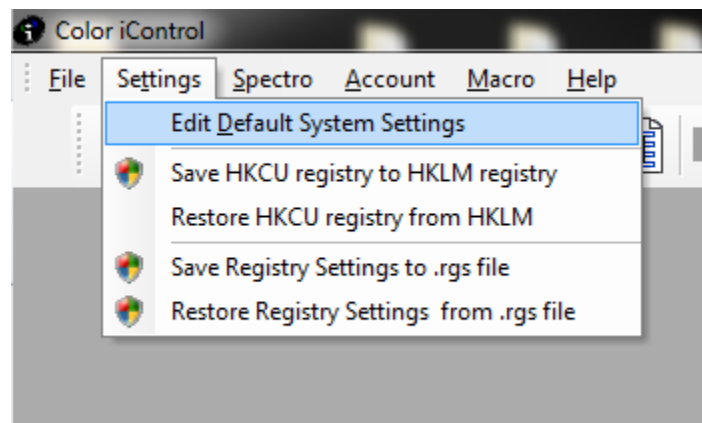 Color iControl
File Settings Spectro Account Macro Help
Edit Default System Settings
Save HKCU registry to HKLM registry
Restore HKCU registry from HKLM
Save Registry Settings to .rgs file
Restore Registry Settings from .rgs file